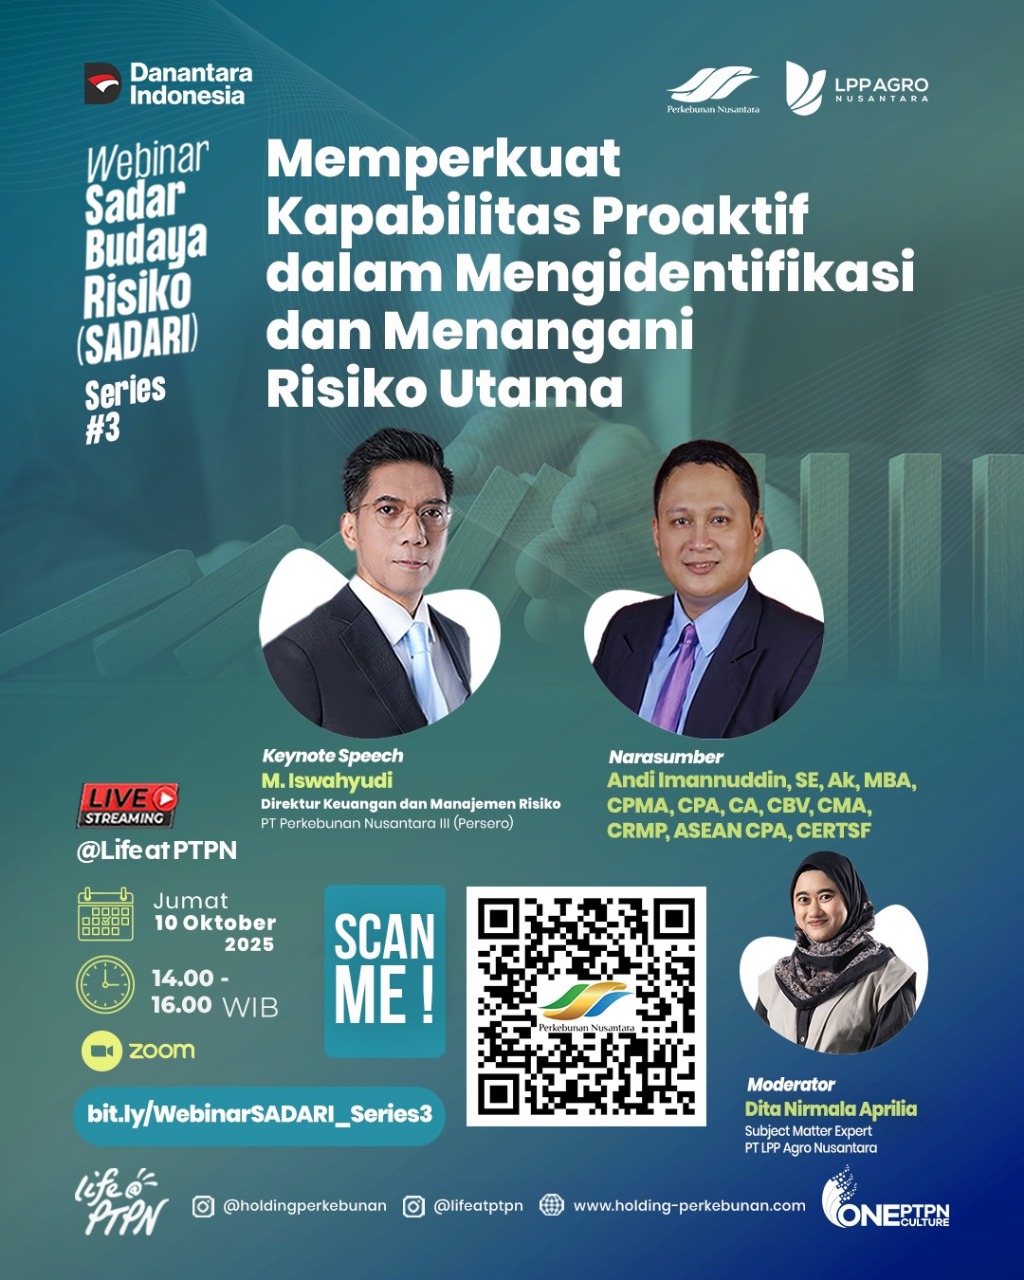 Danantara
Indonesia
Perkebunan Nusantara
LPP AGRO
NUSANTARA
Webinar
Sadar
Budaya
Risiko
(SADARI)
Series
#3
Memperkuat
Kapabilitas Proaktif
dalam Mengidentifikasi
dan Menangani
Risiko Utama
Keynote Speech
M. Iswahyudi
Direktur Keuangan dan Manajemen Risiko
PT Perkebunan Nusantara III (Persero)
Narasumber
Andi Imannuddin, SE, Ak, MBA,
CPMA, CPA, CA, CBV, CMA,
CRMP, ASEAN CPA, CERTSF
LIVE
STREAMING
@Life at PTPN
Jumat
10 Oktober
2025
14.00 -
16.00 WIB
zoom
SCAN
ME !
Perkebunan Nusantara
bit.ly/WebinarSADARI_Series3
Moderator
Dita Nirmala Aprilia
Subject Matter Expert
PT LPP Agro Nusantara
Life @
PTPN
@holdingperkebunan
@lifeatptpn
www.holding-perkebunan.com
ONE PTPN
CULTURE